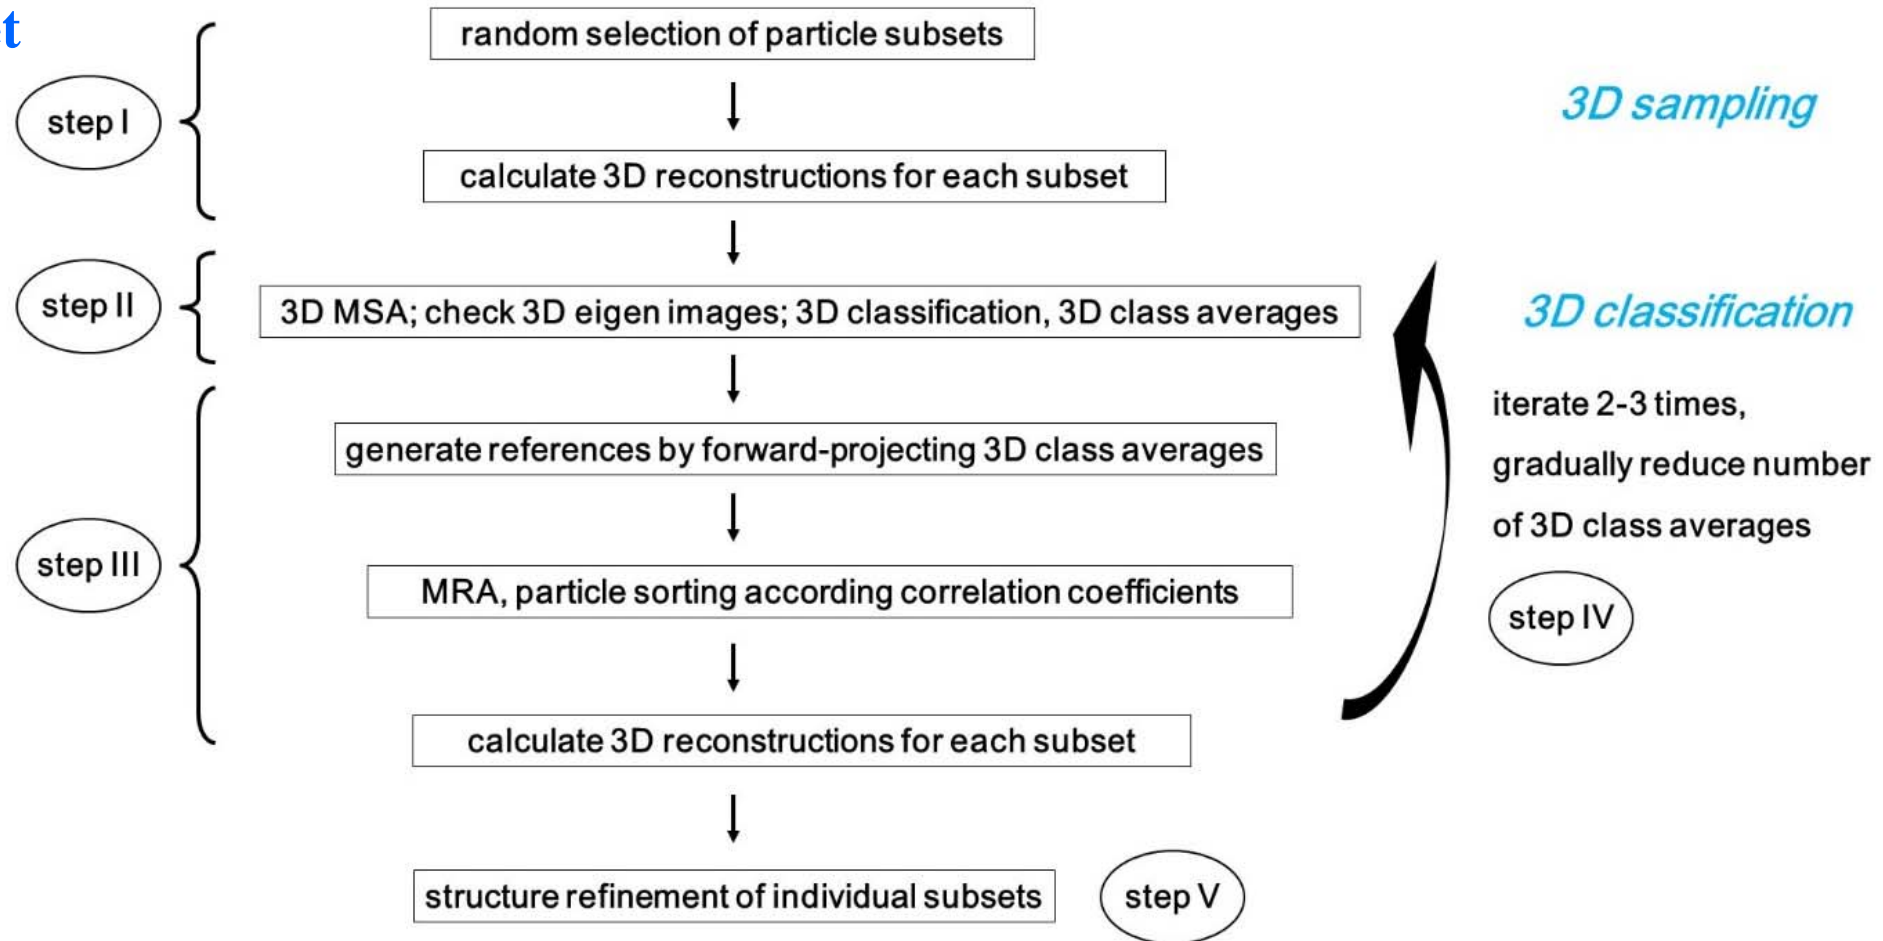 t
random selection of particle subsets
step I
3D sampling
calculate 3D reconstructions for each subset
step II
3D MSA; check 3D eigen images; 3D classification, 3D class averages
3D classification
iterate 2-3 times,
gradually reduce number
of 3D class averages
generate references by forward-projecting 3D class averages
step III
MRA, particle sorting according correlation coefficients
step IV
calculate 3D reconstructions for each subset
structure refinement of individual subsets
step V